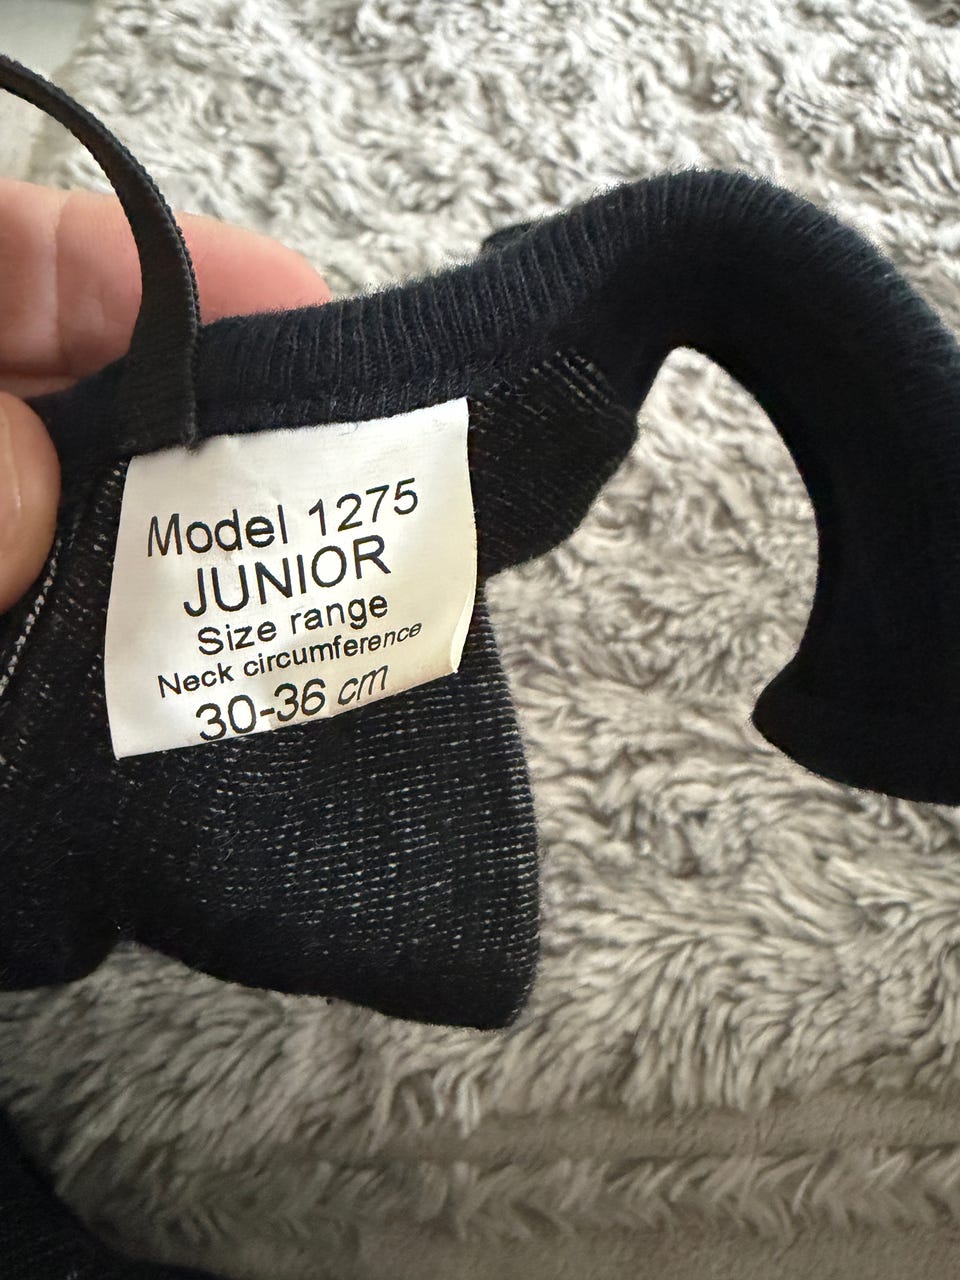 Model 1275
JUNIOR
Size range
Neck circumference
30-36 cm